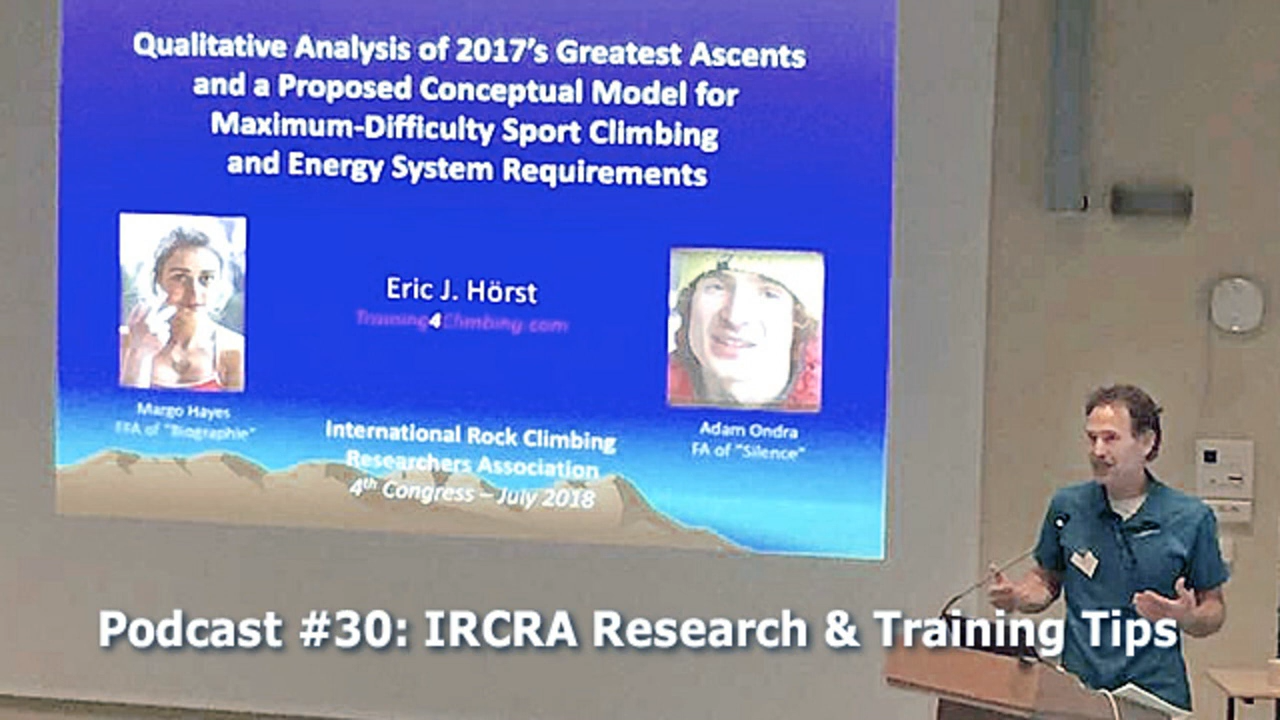 Qualitative Analysis of 2017’s Greatest Ascents
and a Proposed Conceptual Model for
Maximum-Difficulty Sport Climbing
and Energy System Requirements
Eric J. Hörst
Training4Climbing.com
Margo Hayes
FFA of “Biographie”
Adam Ondra
FA of “Silence”
International Rock Climbing
Researchers Association
4th Congress – July 2018
Podcast #30: IRCRA Research & Training Tips